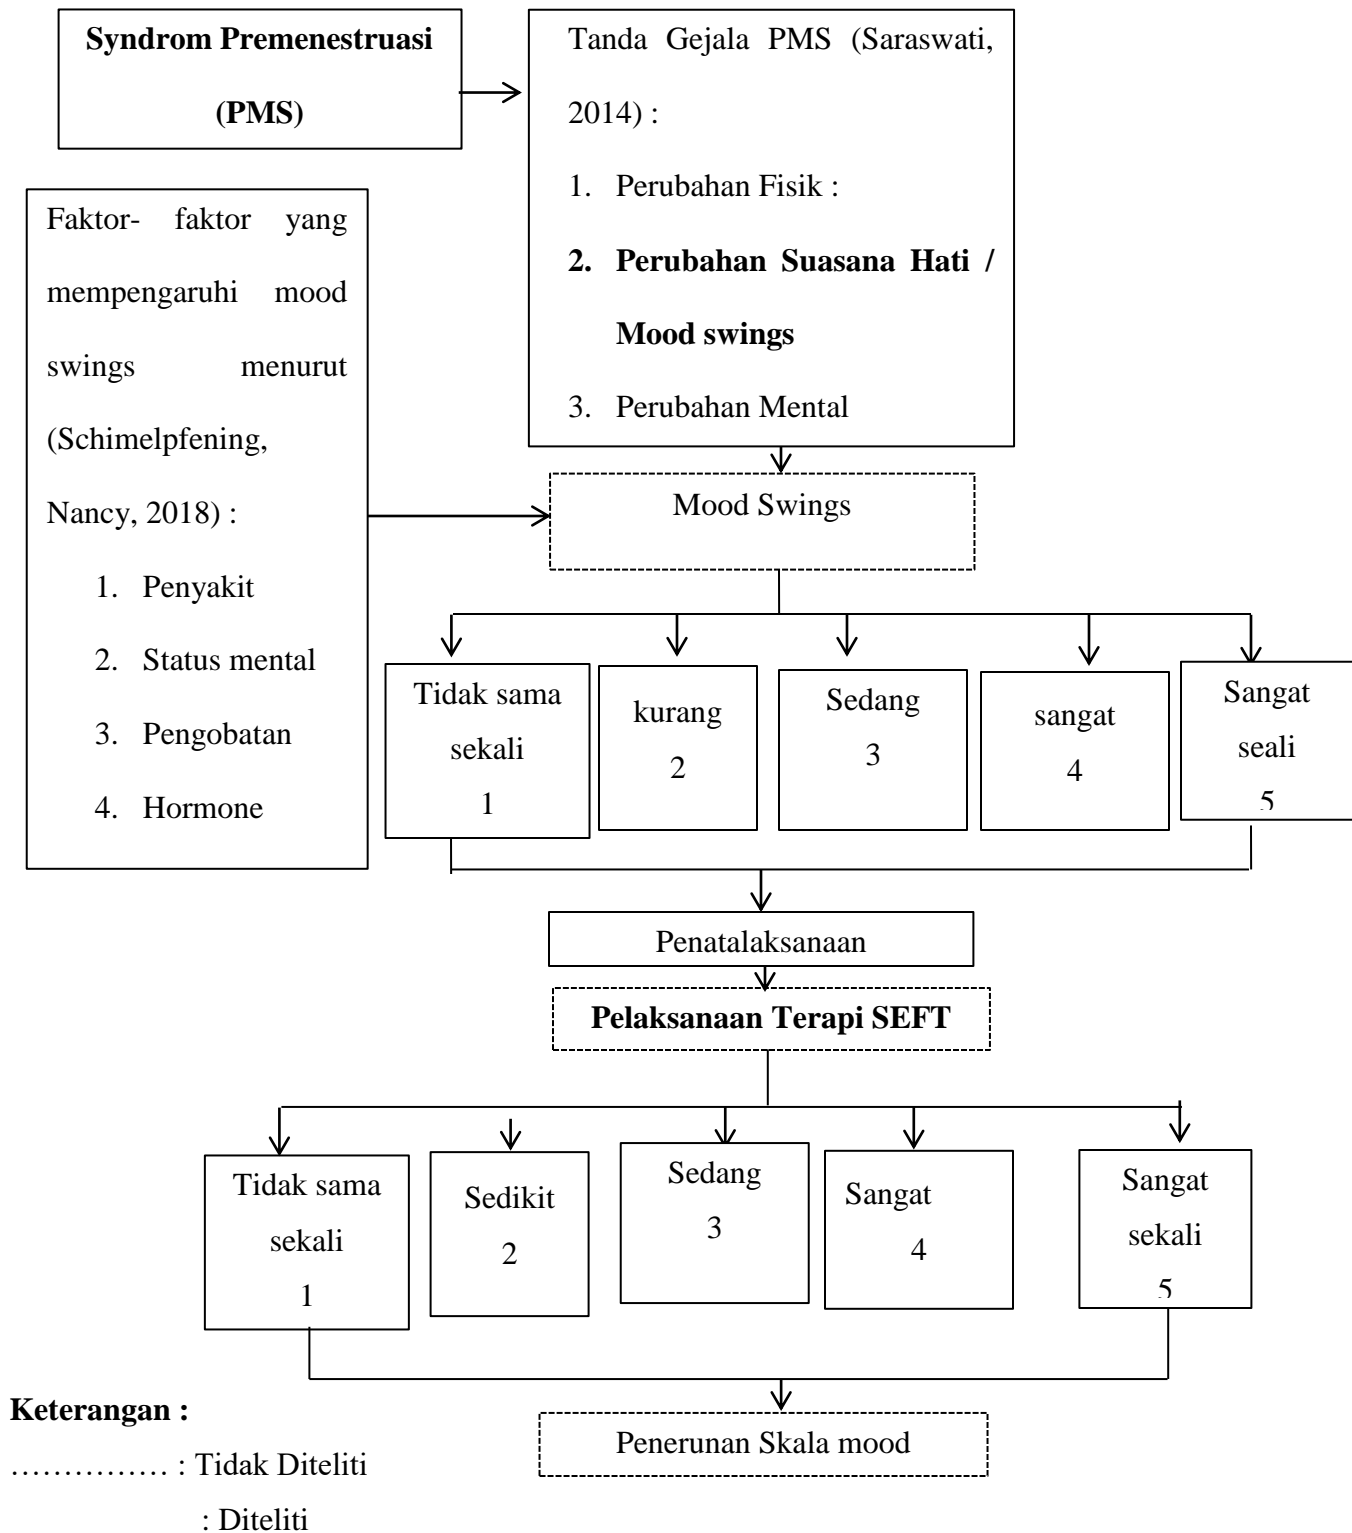 Syndrom Premenestruasi
(PMS)
Tanda Gejala PMS (Saraswati,
2014) :
1. Perubahan Fisik :
2. Perubahan Suasana Hati /
Mood swings
3. Perubahan Mental
Faktor- faktor yang
mempengaruhi mood
swings menurut
(Schimelpfening,
Nancy, 2018) :
1. Penyakit
2. Status mental
3. Pengobatan
4. Hormone
Mood Swings
Tidak sama
sekali
1
kurang
2
Sedang
3
sangat
4
Sangat
seali
5
Penatalaksanaan
Pelaksanaan Terapi SEFT
Tidak sama
sekali
1
Sedikit
2
Sedang
3
Sangat
4
Sangat
sekali
5
Penerunan Skala mood
Keterangan :
…………… : Tidak Diteliti
: Diteliti